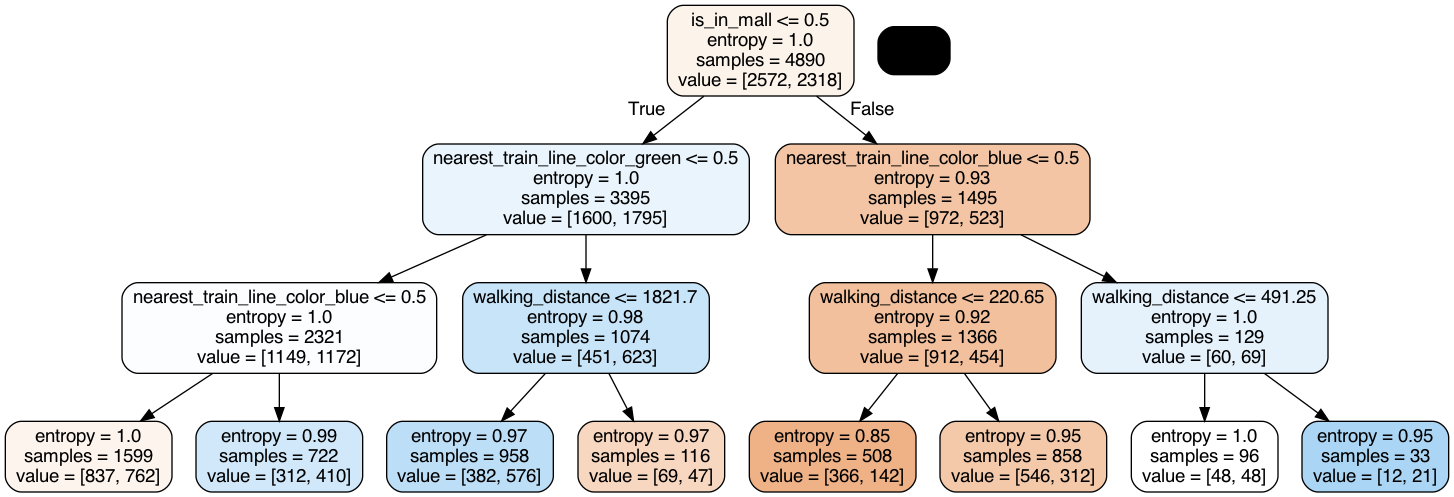 is_in_mall <= 0.5
entropy = 1.0
samples = 4890
value = [2572, 2318]
True
False
nearest_train_line_color_green <= 0.5
entropy = 1.0
samples = 3395
value = [1600, 1795]
nearest_train_line_color_blue <= 0.5
entropy = 0.93
samples = 1495
value = [972, 523]
nearest_train_line_color_blue <= 0.5
entropy = 1.0
samples = 2321
value = [1149, 1172]
walking_distance <= 1821.7
entropy = 0.98
samples = 1074
value = [451, 623]
walking_distance <= 220.65
entropy = 0.92
samples = 1366
value = [912, 454]
walking_distance <= 491.25
entropy = 1.0
samples = 129
value = [60, 69]
entropy = 1.0
samples = 1599
value = [837, 762]
entropy = 0.99
samples = 722
value = [312, 410]
entropy = 0.97
samples = 958
value = [382, 576]
entropy = 0.97
samples = 116
value = [69, 47]
entropy = 0.85
samples = 508
value = [366, 142]
entropy = 0.95
samples = 858
value = [546, 312]
entropy = 1.0
samples = 96
value = [48, 48]
entropy = 0.95
samples = 33
value = [12, 21]